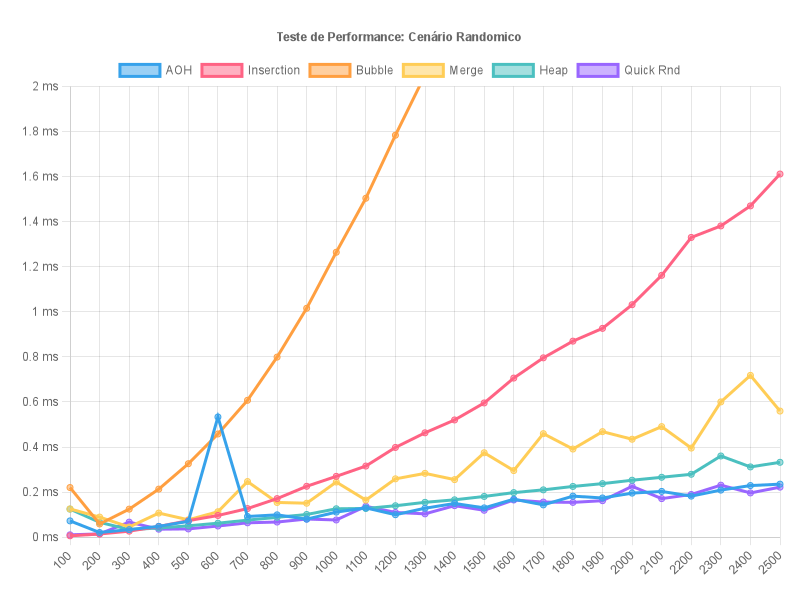 Teste de Performance: Cenário Randomico
AOH Inserction Bubble Merge Heap Quick Rnd
2 ms
1.8 ms
1.6 ms
1.4 ms
1.2 ms
1 ms
0.8 ms
0.6 ms
0.4 ms
0.2 ms
0 ms
100 200 300 400 500 600 700 800 900 1000 1100 1200 1300 1400 1500 1600 1700 1800 1900 2000 2100 2200 2300 2400 2500